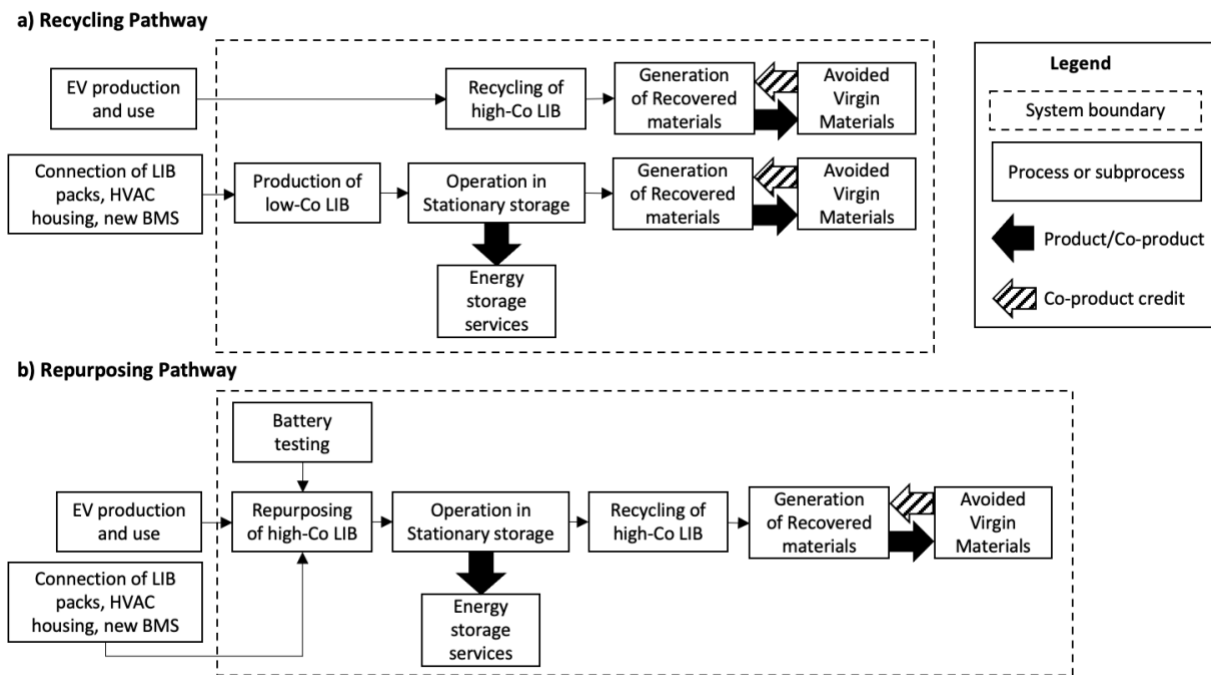 a) Recycling Pathway
EV production
and use
Recycling of
high-Co LIB
Generation
of Recovered
materials
Avoided
Virgin
Materials
Connection of LIB
packs, HVAC
housing, new BMS
Production of
low-Co LIB
Operation in
Stationary storage
Generation
of Recovered
materials
Avoided
Virgin
Materials
Energy
storage
services
Legend
System boundary
Process or subprocess
Product/Co-product
Co-product credit
b) Repurposing Pathway
Battery
testing
EV production
and use
Repurposing
of high-Co LIB
Operation in
Stationary storage
Recycling of
high-Co LIB
Generation
of Recovered
materials
Avoided
Virgin
Materials
Connection of LIB
packs, HVAC
housing, new BMS
Energy
storage
services